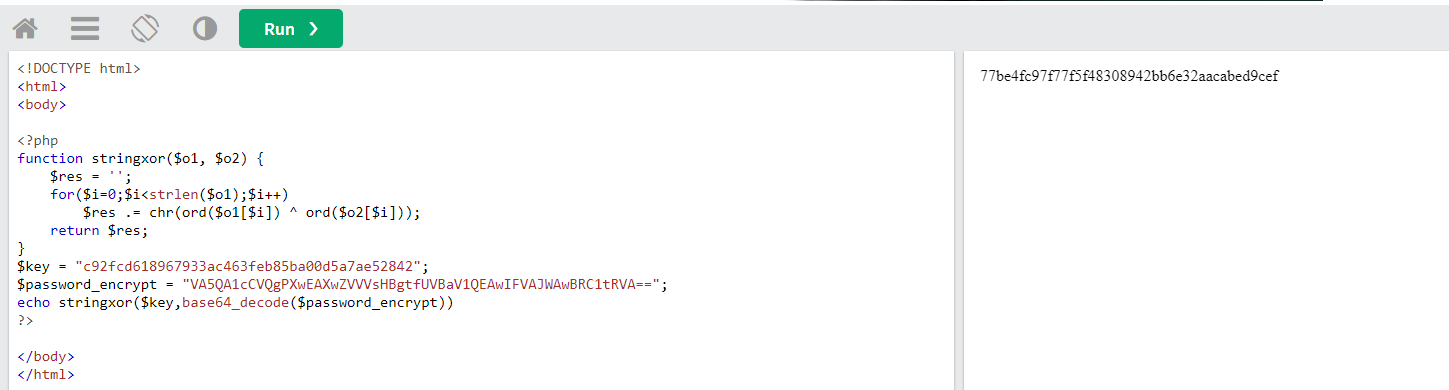 Run ❯
<!DOCTYPE html>
<html>
<body>
<?php
function stringxor($o1, $o2) {
    $res = '';
    for($i=0;$i<strlen($o1);$i++)
        $res .= chr(ord($o1[$i]) ^ ord($o2[$i]));
    return $res;
}
$key = "c92fcd618967933ac463feb85ba00d5a7ae52842";
$password_encrypt = "VA5QA1cCVQgPXwEAXwZVVVsHBgtfUVBaV1QEAwIFVAJWAwBRC1tRVA==";
echo stringxor($key,base64_decode($password_encrypt))
?>
</body>
</html>
77be4fc97f77f5f48308942bb6e32aacabed9cef